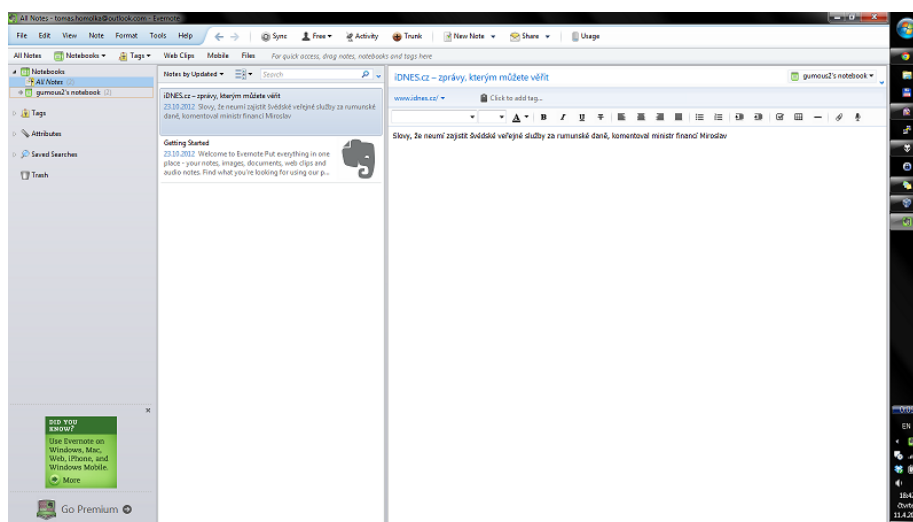 All Notes - tomas.homolka@outlook.com - Evernote
File Edit View Note Format Tools Help Sync Free Activity Trunk New Note Share Usage
All Notes Notebooks Tags Web Clips Mobile Files For quick access, drag notes, notebooks and tags here
Notebooks
All Notes (2)
gumous2's notebook (2)
Tags
Attributes
Saved Searches
Trash
Notes by Updated Search
iDNES.cz – zprávy, kterým můžete věřit
23.10.2012 Slovy, že neumí zajistit švédské veřejné služby za rumunské
daně, komentoval ministr financí Miroslav
Getting Started
23.10.2012 Welcome to Evernote Put everything in one
place - your notes, images, documents, web clips and
audio notes. Find what you're looking for using our p...
iDNES.cz – zprávy, kterým můžete věřit gumous2's notebook
www.idnes.cz/ Click to add tag...
Slovy, že neumí zajistit švédské veřejné služby za rumunské daně, komentoval ministr financí Miroslav
DID YOU
KNOW?
Use Evernote on
Windows, Mac,
Web, iPhone, and
Windows Mobile.
More
Go Premium
EN